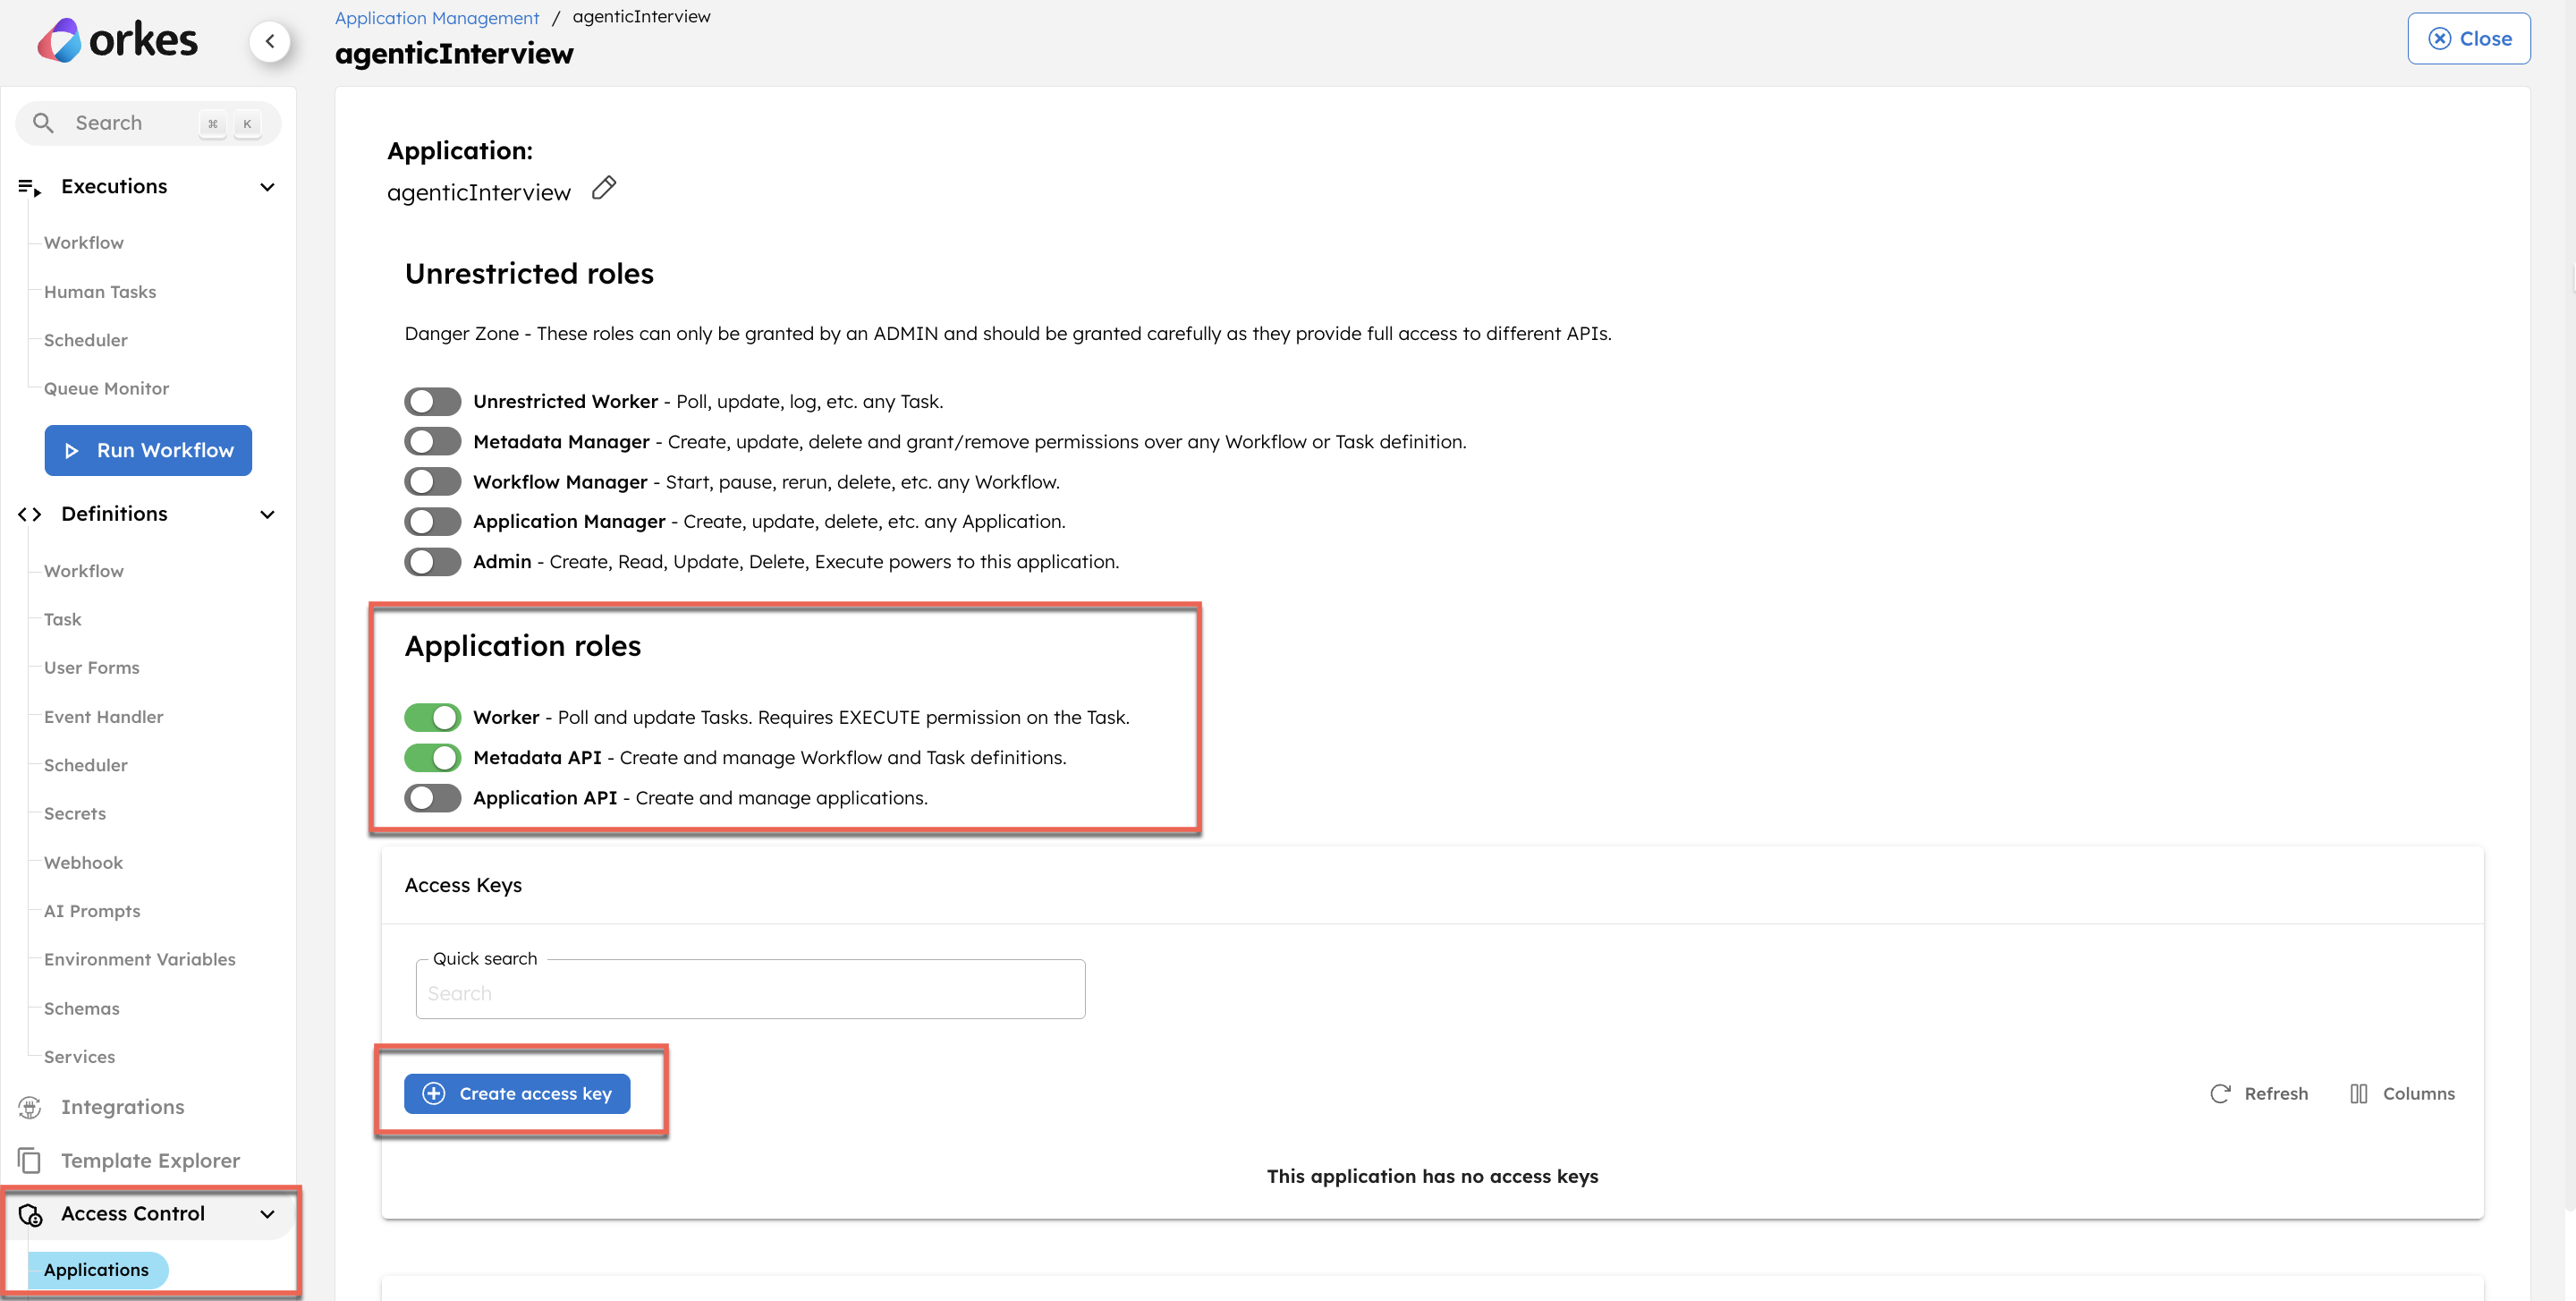 orkes
Search ⌘ K
Executions
Workflow
Human Tasks
Scheduler
Queue Monitor
Run Workflow
Definitions
Workflow
Task
User Forms
Event Handler
Scheduler
Secrets
Webhook
AI Prompts
Environment Variables
Schemas
Services
Integrations
Template Explorer
Access Control
Applications
Application Management / agenticInterview
agenticInterview
Close
Application:
agenticInterview
Unrestricted roles
Danger Zone - These roles can only be granted by an ADMIN and should be granted carefully as they provide full access to different APIs.
Unrestricted Worker - Poll, update, log, etc. any Task.
Metadata Manager - Create, update, delete and grant/remove permissions over any Workflow or Task definition.
Workflow Manager - Start, pause, rerun, delete, etc. any Workflow.
Application Manager - Create, update, delete, etc. any Application.
Admin - Create, Read, Update, Delete, Execute powers to this application.
Application roles
Worker - Poll and update Tasks. Requires EXECUTE permission on the Task.
Metadata API - Create and manage Workflow and Task definitions.
Application API - Create and manage applications.
Access Keys
Quick search
Search
Create access key
Refresh
Columns
This application has no access keys